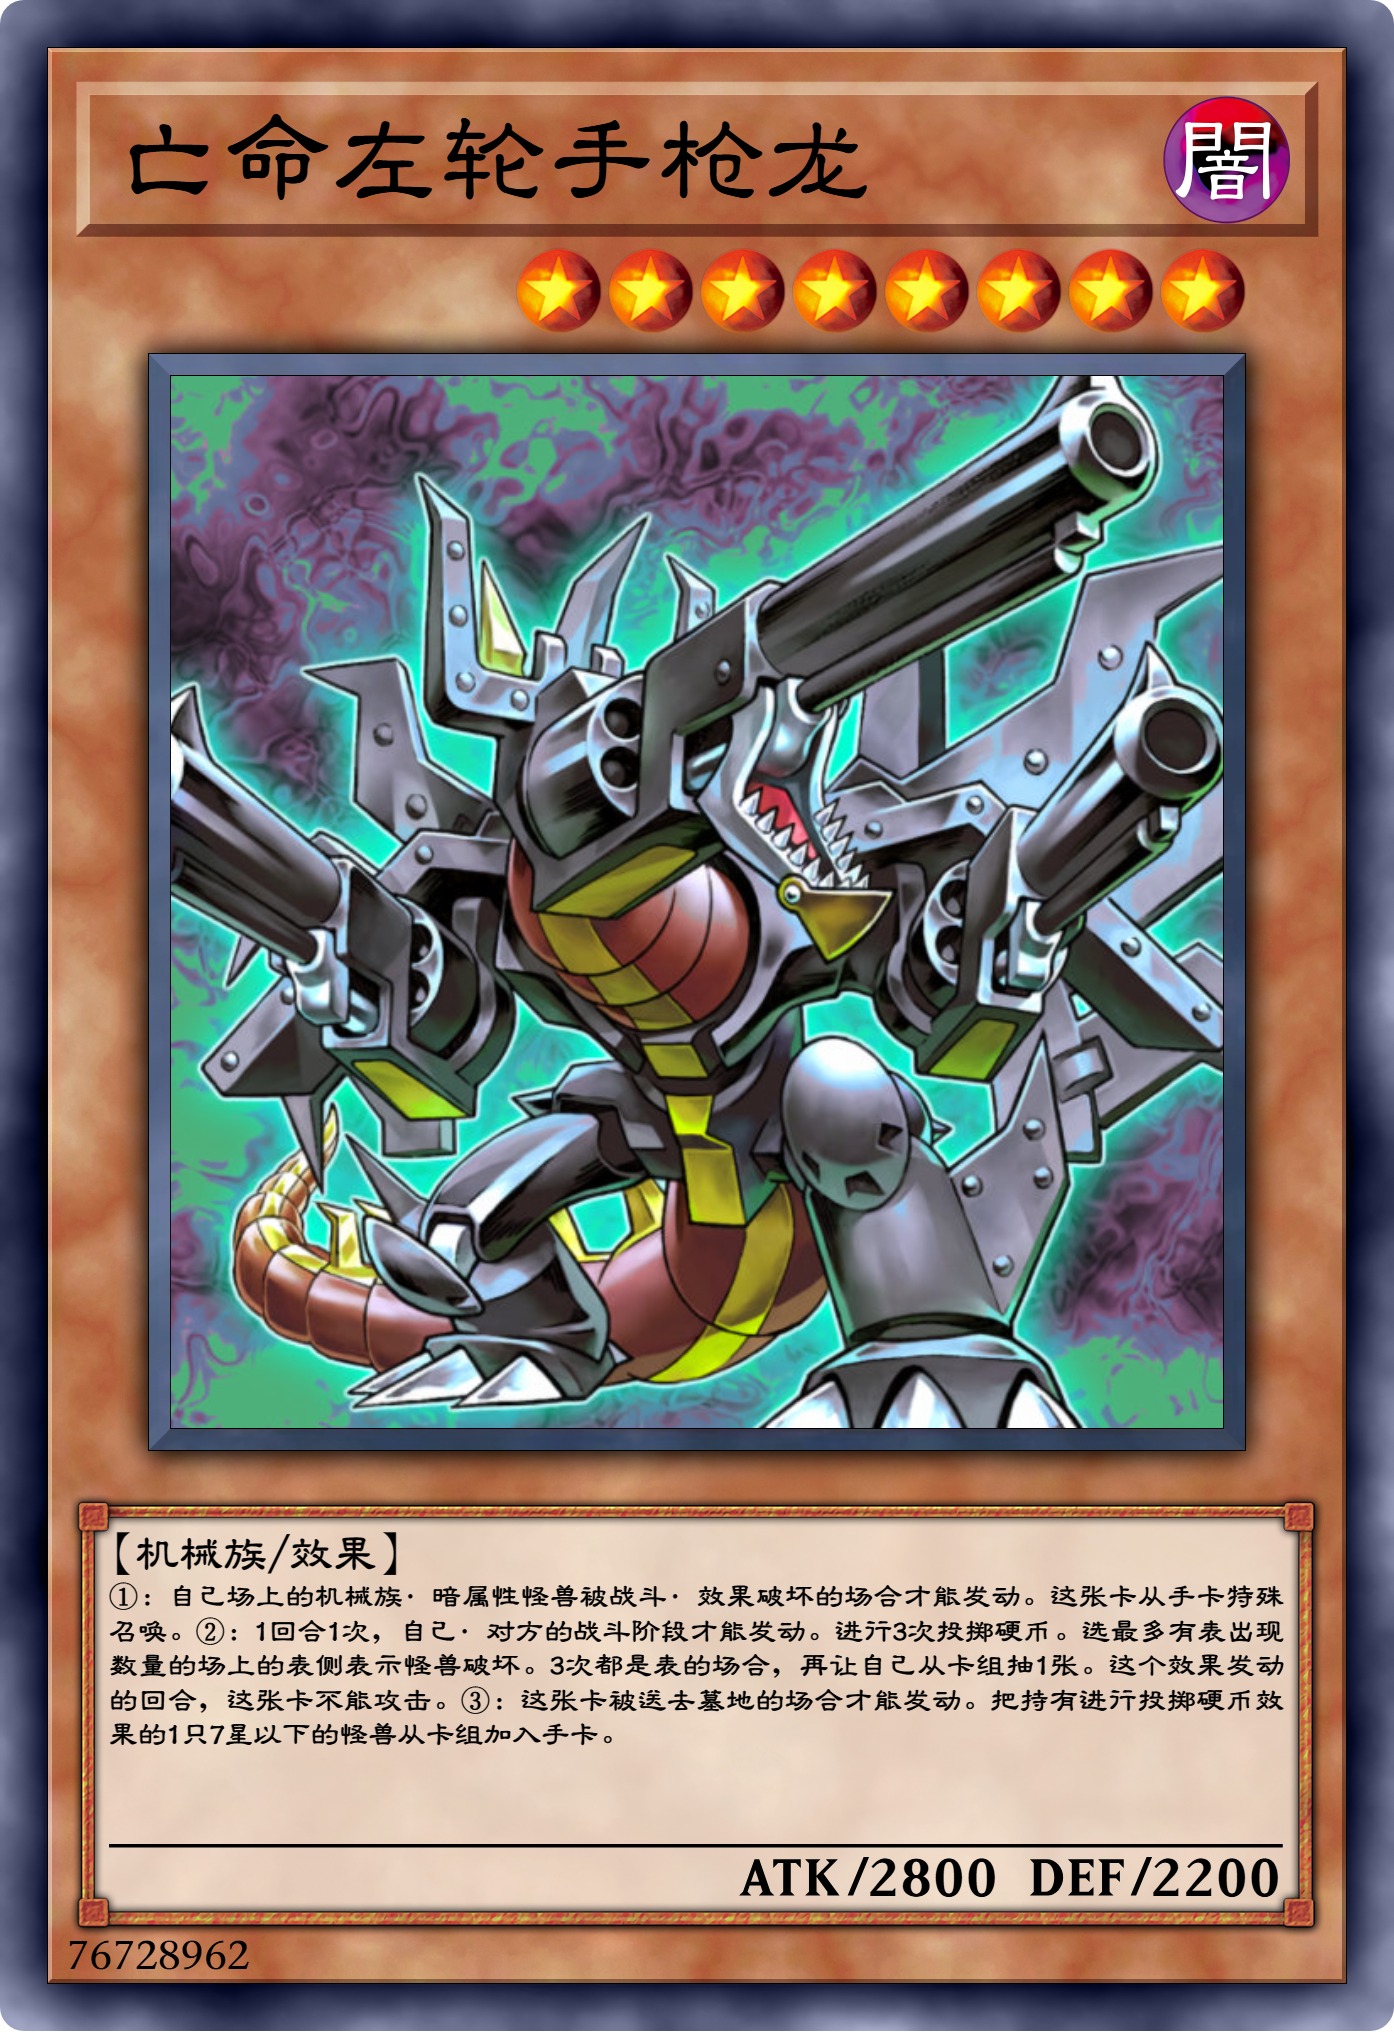 亡命左轮手枪龙
闇
【机械族/效果】
①：自己场上的机械族·暗属性怪兽被战斗·效果破坏的场合才能发动。这张卡从手卡特殊
召唤。②：1回合1次，自己·对方的战斗阶段才能发动。进行3次投掷硬币。选最多有表出现
数量的场上的表侧表示怪兽破坏。3次都是表的场合，再让自己从卡组抽1张。这个效果发动
的回合，这张卡不能攻击。③：这张卡被送去墓地的场合才能发动。把持有进行投掷硬币效
果的1只7星以下的怪兽从卡组加入手卡。
ATK/2800 DEF/2200
76728962